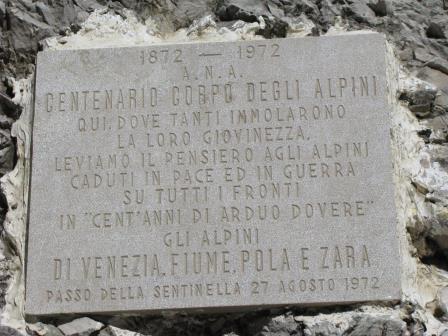 1872 — 1972
A.N.A.
CENTENARIO CORPO DEGLI ALPINI
QUI, DOVE TANTI IMMOLARONO
LA LORO GIOVINEZZA,
LEVIAMO IL PENSIERO AGLI ALPINI
CADUTI IN PACE ED IN GUERRA
SU TUTTI I FRONTI
IN "CENT'ANNI DI ARDUO DOVERE"
GLI ALPINI
DI VENEZIA, FIUME, POLA E ZARA
PASSO DELLA SENTINELLA 27 AGOSTO 1972